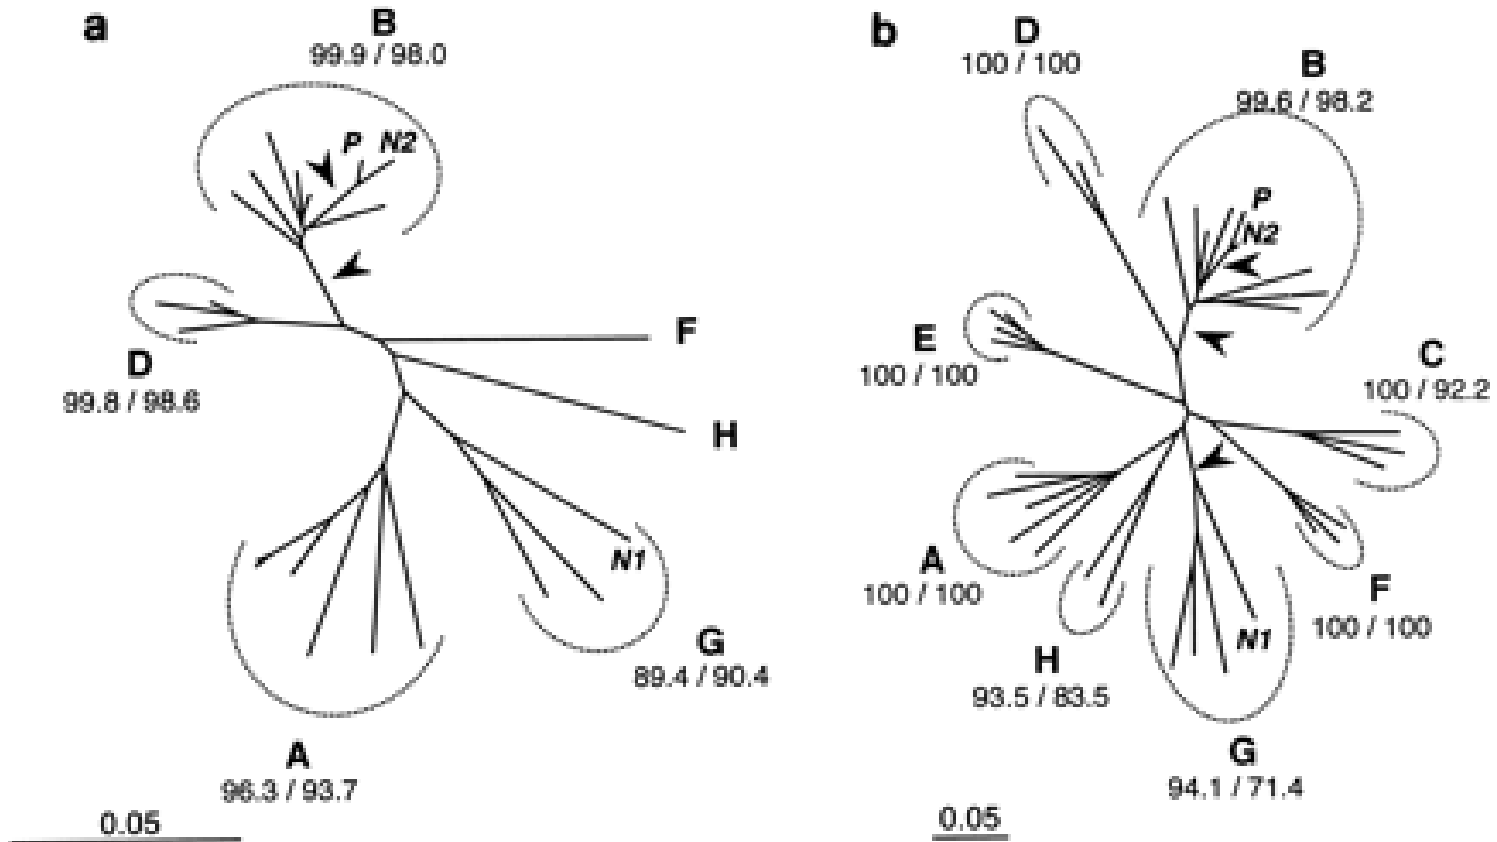 a
B
99.9 / 98.0
P N2
D
99.8 / 98.6
F
H
N1
G
89.4 / 90.4
A
96.3 / 93.7
0.05
b
D
100 / 100
B
99.6 / 98.2
P
N2
E
100 / 100
C
100 / 92.2
A
100 / 100
F
100 / 100
H
93.5 / 83.5
N1
G
94.1 / 71.4
0.05